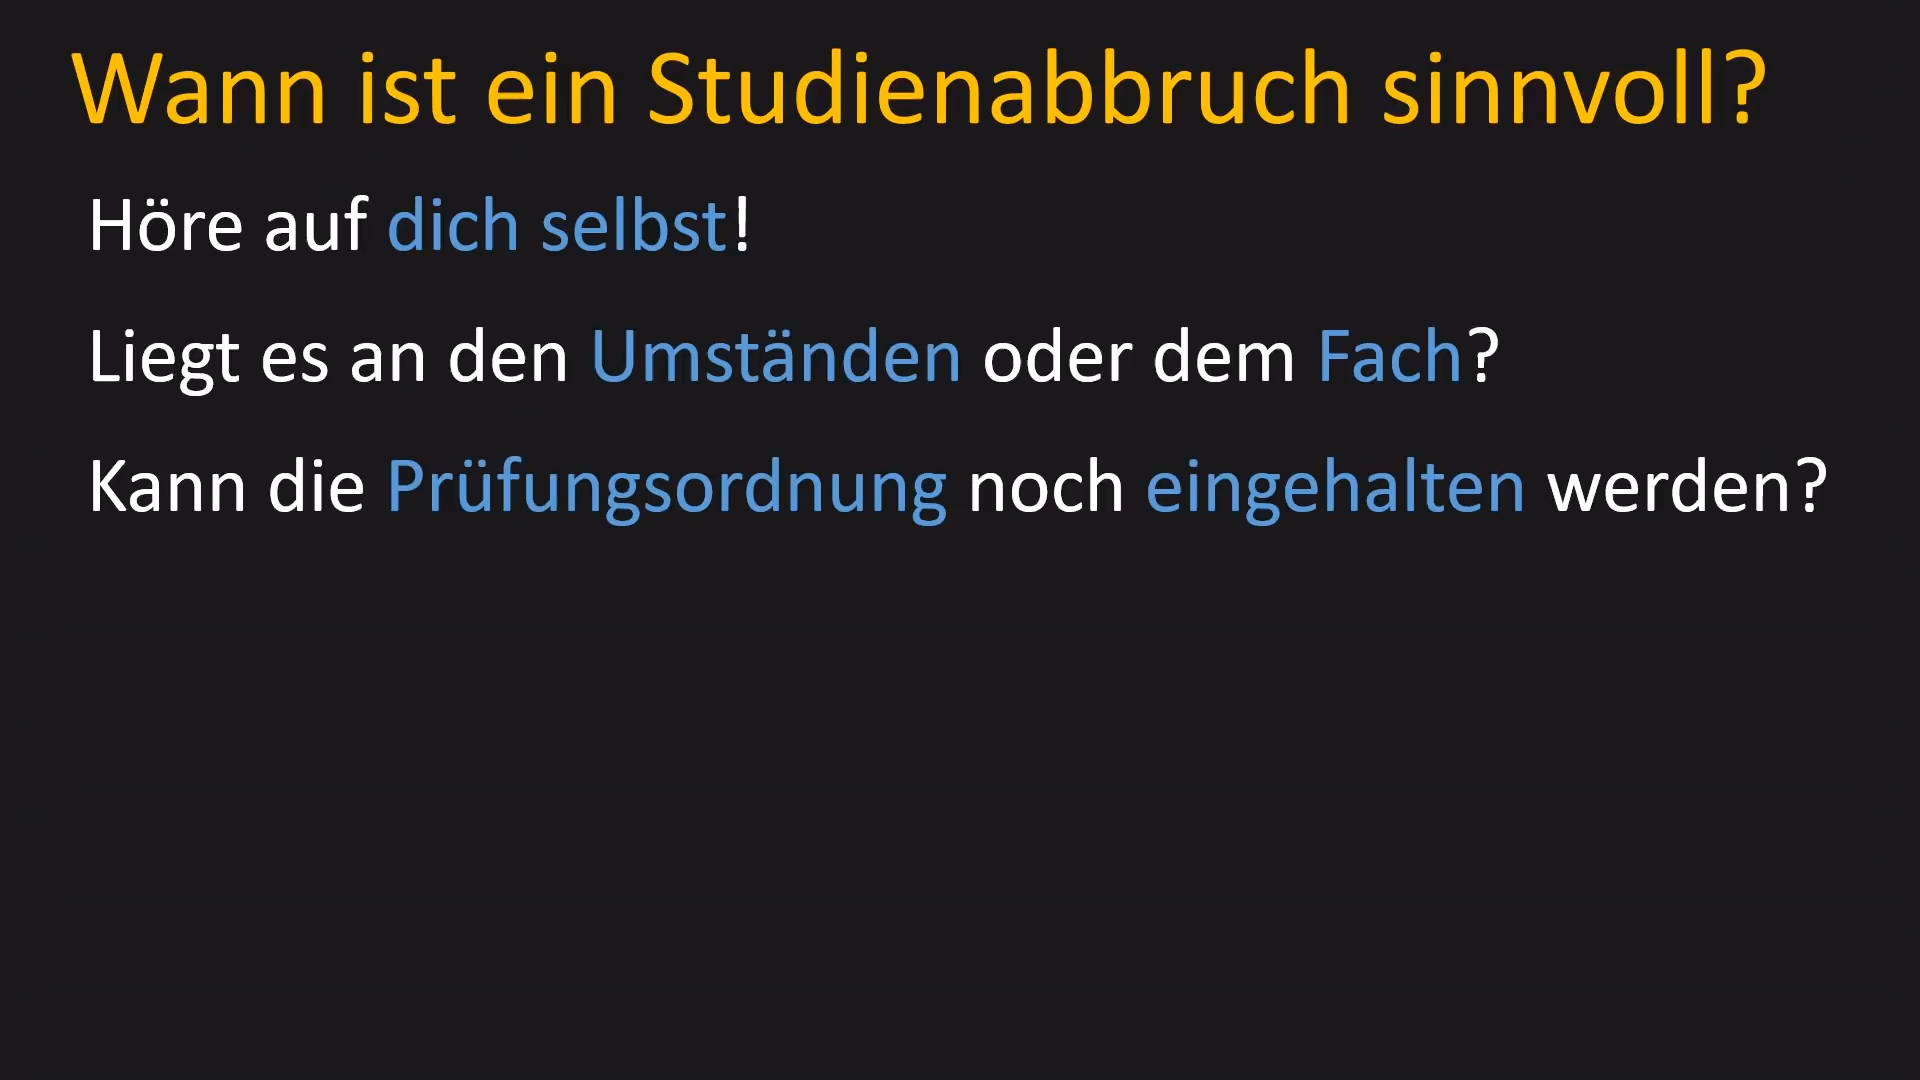 Wann ist ein Studienabbruch sinnvoll?
Höre auf dich selbst!
Liegt es an den Umständen oder dem Fach?
Kann die Prüfungsordnung noch eingehalten werden?